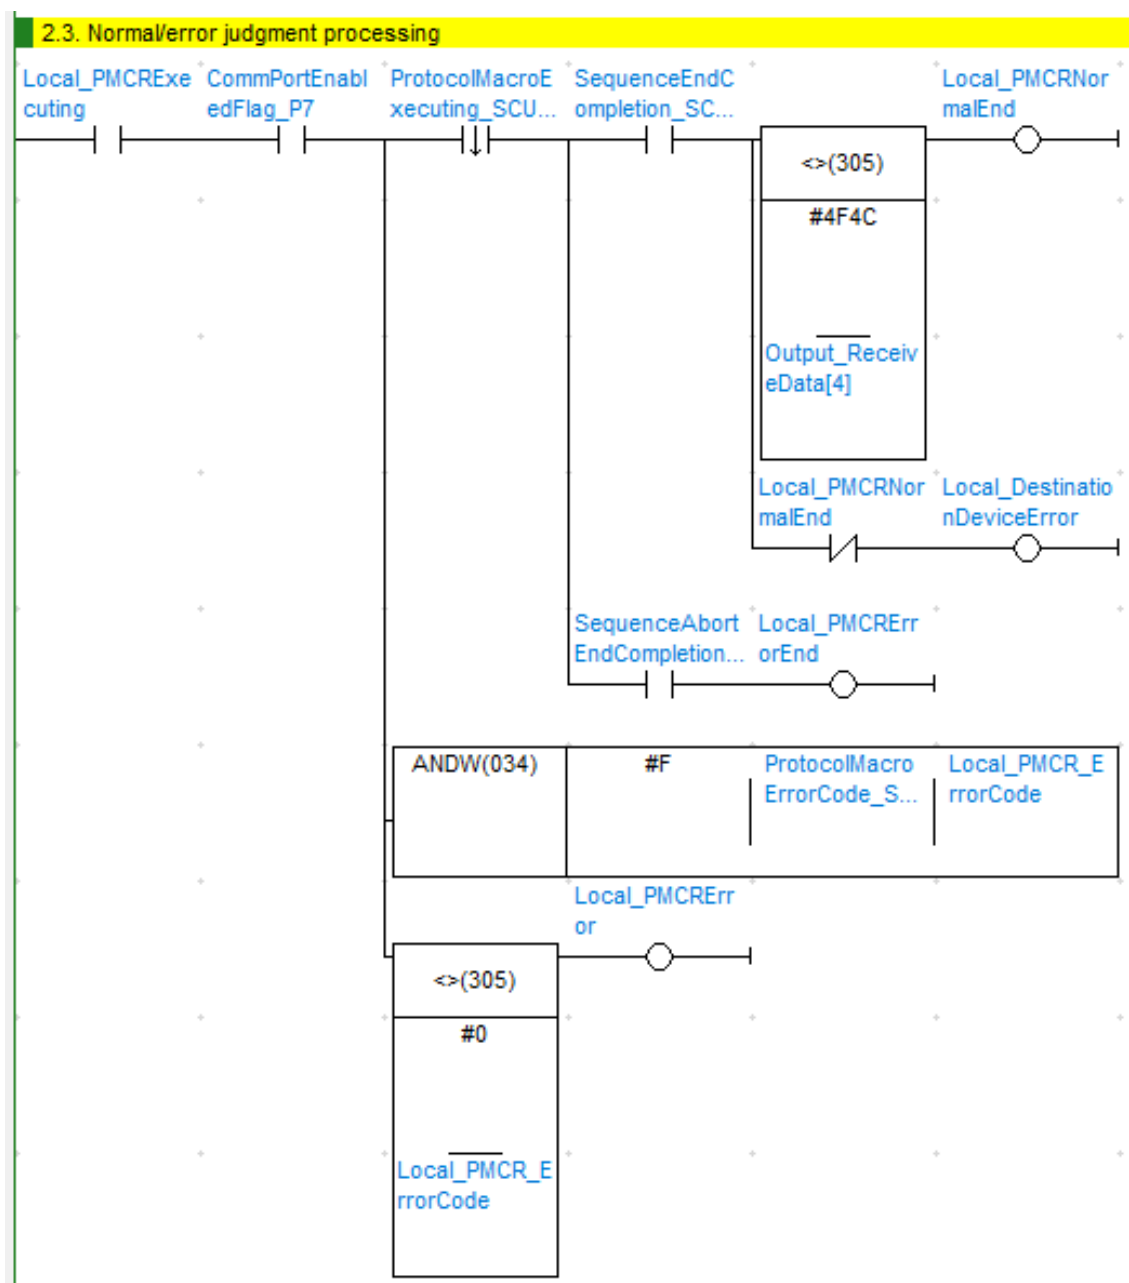 2.3. Normal/error judgment processing
Local_PMCRExe
cuting
CommPortEnabl
edFlag_P7
ProtocolMacroE
xecuting_SCU...
SequenceEndC
ompletion_SC...
Local_PMCRNor
malEnd
<>(305)
#4F4C
Output_Receiv
eData[4]
Local_PMCRNor
malEnd
Local_Destinatio
nDeviceError
SequenceAbort
EndCompletion...
Local_PMCRErr
orEnd
ANDW(034)
#F
ProtocolMacro
ErrorCode_S...
Local_PMCR_E
rrorCode
Local_PMCRErr
or
<>(305)
#0
Local_PMCR_E
rrorCode